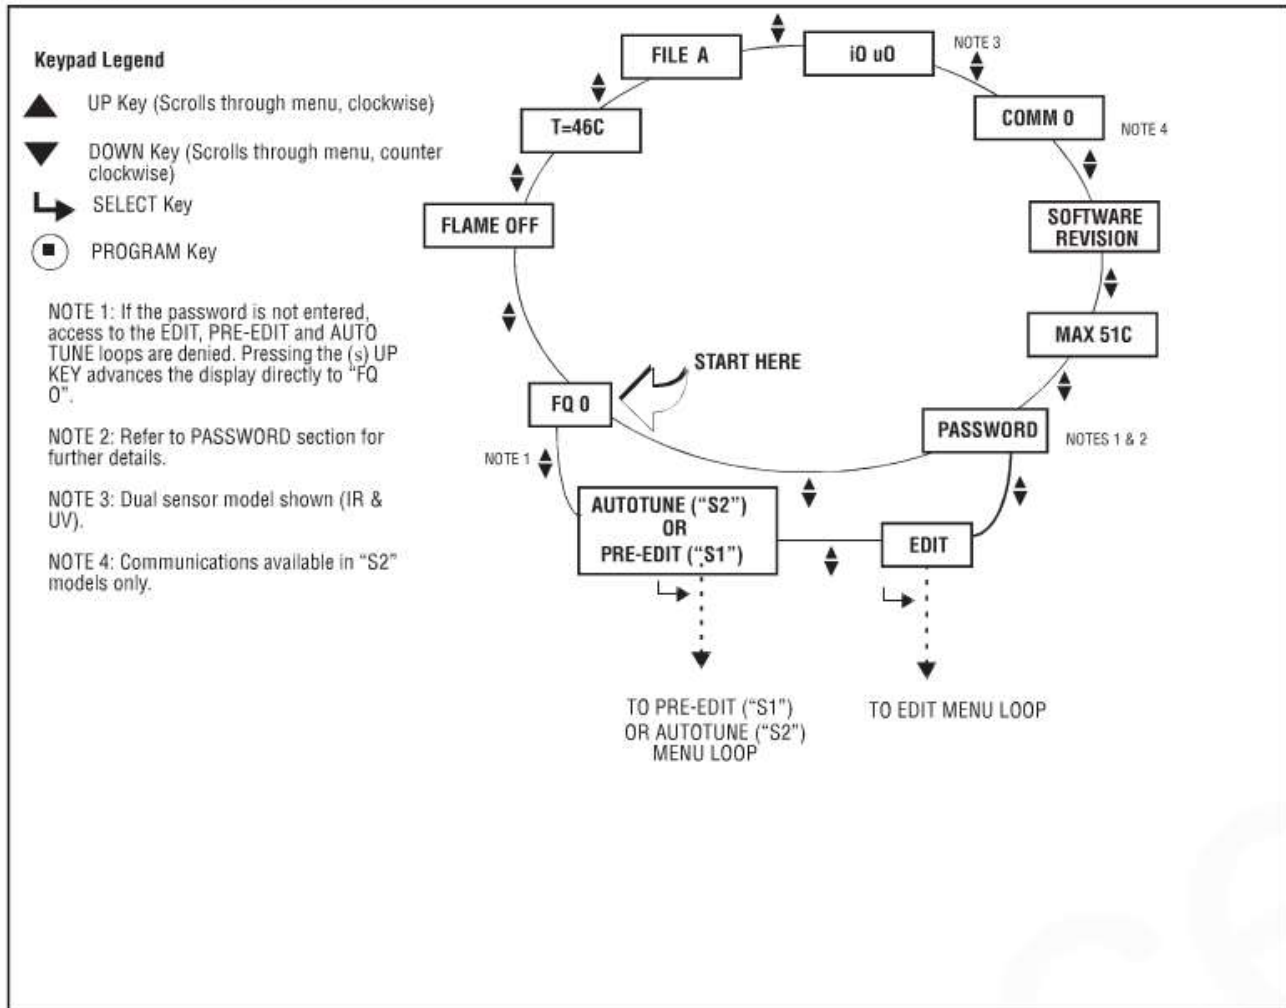 Keypad Legend
UP Key (Scrolls through menu, clockwise)
DOWN Key (Scrolls through menu, counter
clockwise)
SELECT Key
PROGRAM Key
NOTE 1: If the password is not entered,
access to the EDIT, PRE-EDIT and AUTO
TUNE loops are denied. Pressing the (s) UP
KEY advances the display directly to “FQ
O”.
NOTE 2: Refer to PASSWORD section for
further details.
NOTE 3: Dual sensor model shown (IR &
UV).
NOTE 4: Communications available in “S2”
models only.
FILE A
iO uO
NOTE 3
T=46C
COMM 0
NOTE 4
FLAME OFF
SOFTWARE
REVISION
MAX 51C
START HERE
FQ 0
PASSWORD
NOTES 1 & 2
NOTE 1
AUTOTUNE (“S2”)
OR
PRE-EDIT (“S1”)
EDIT
TO PRE-EDIT (“S1”)
OR AUTOTUNE (“S2”)
MENU LOOP
TO EDIT MENU LOOP